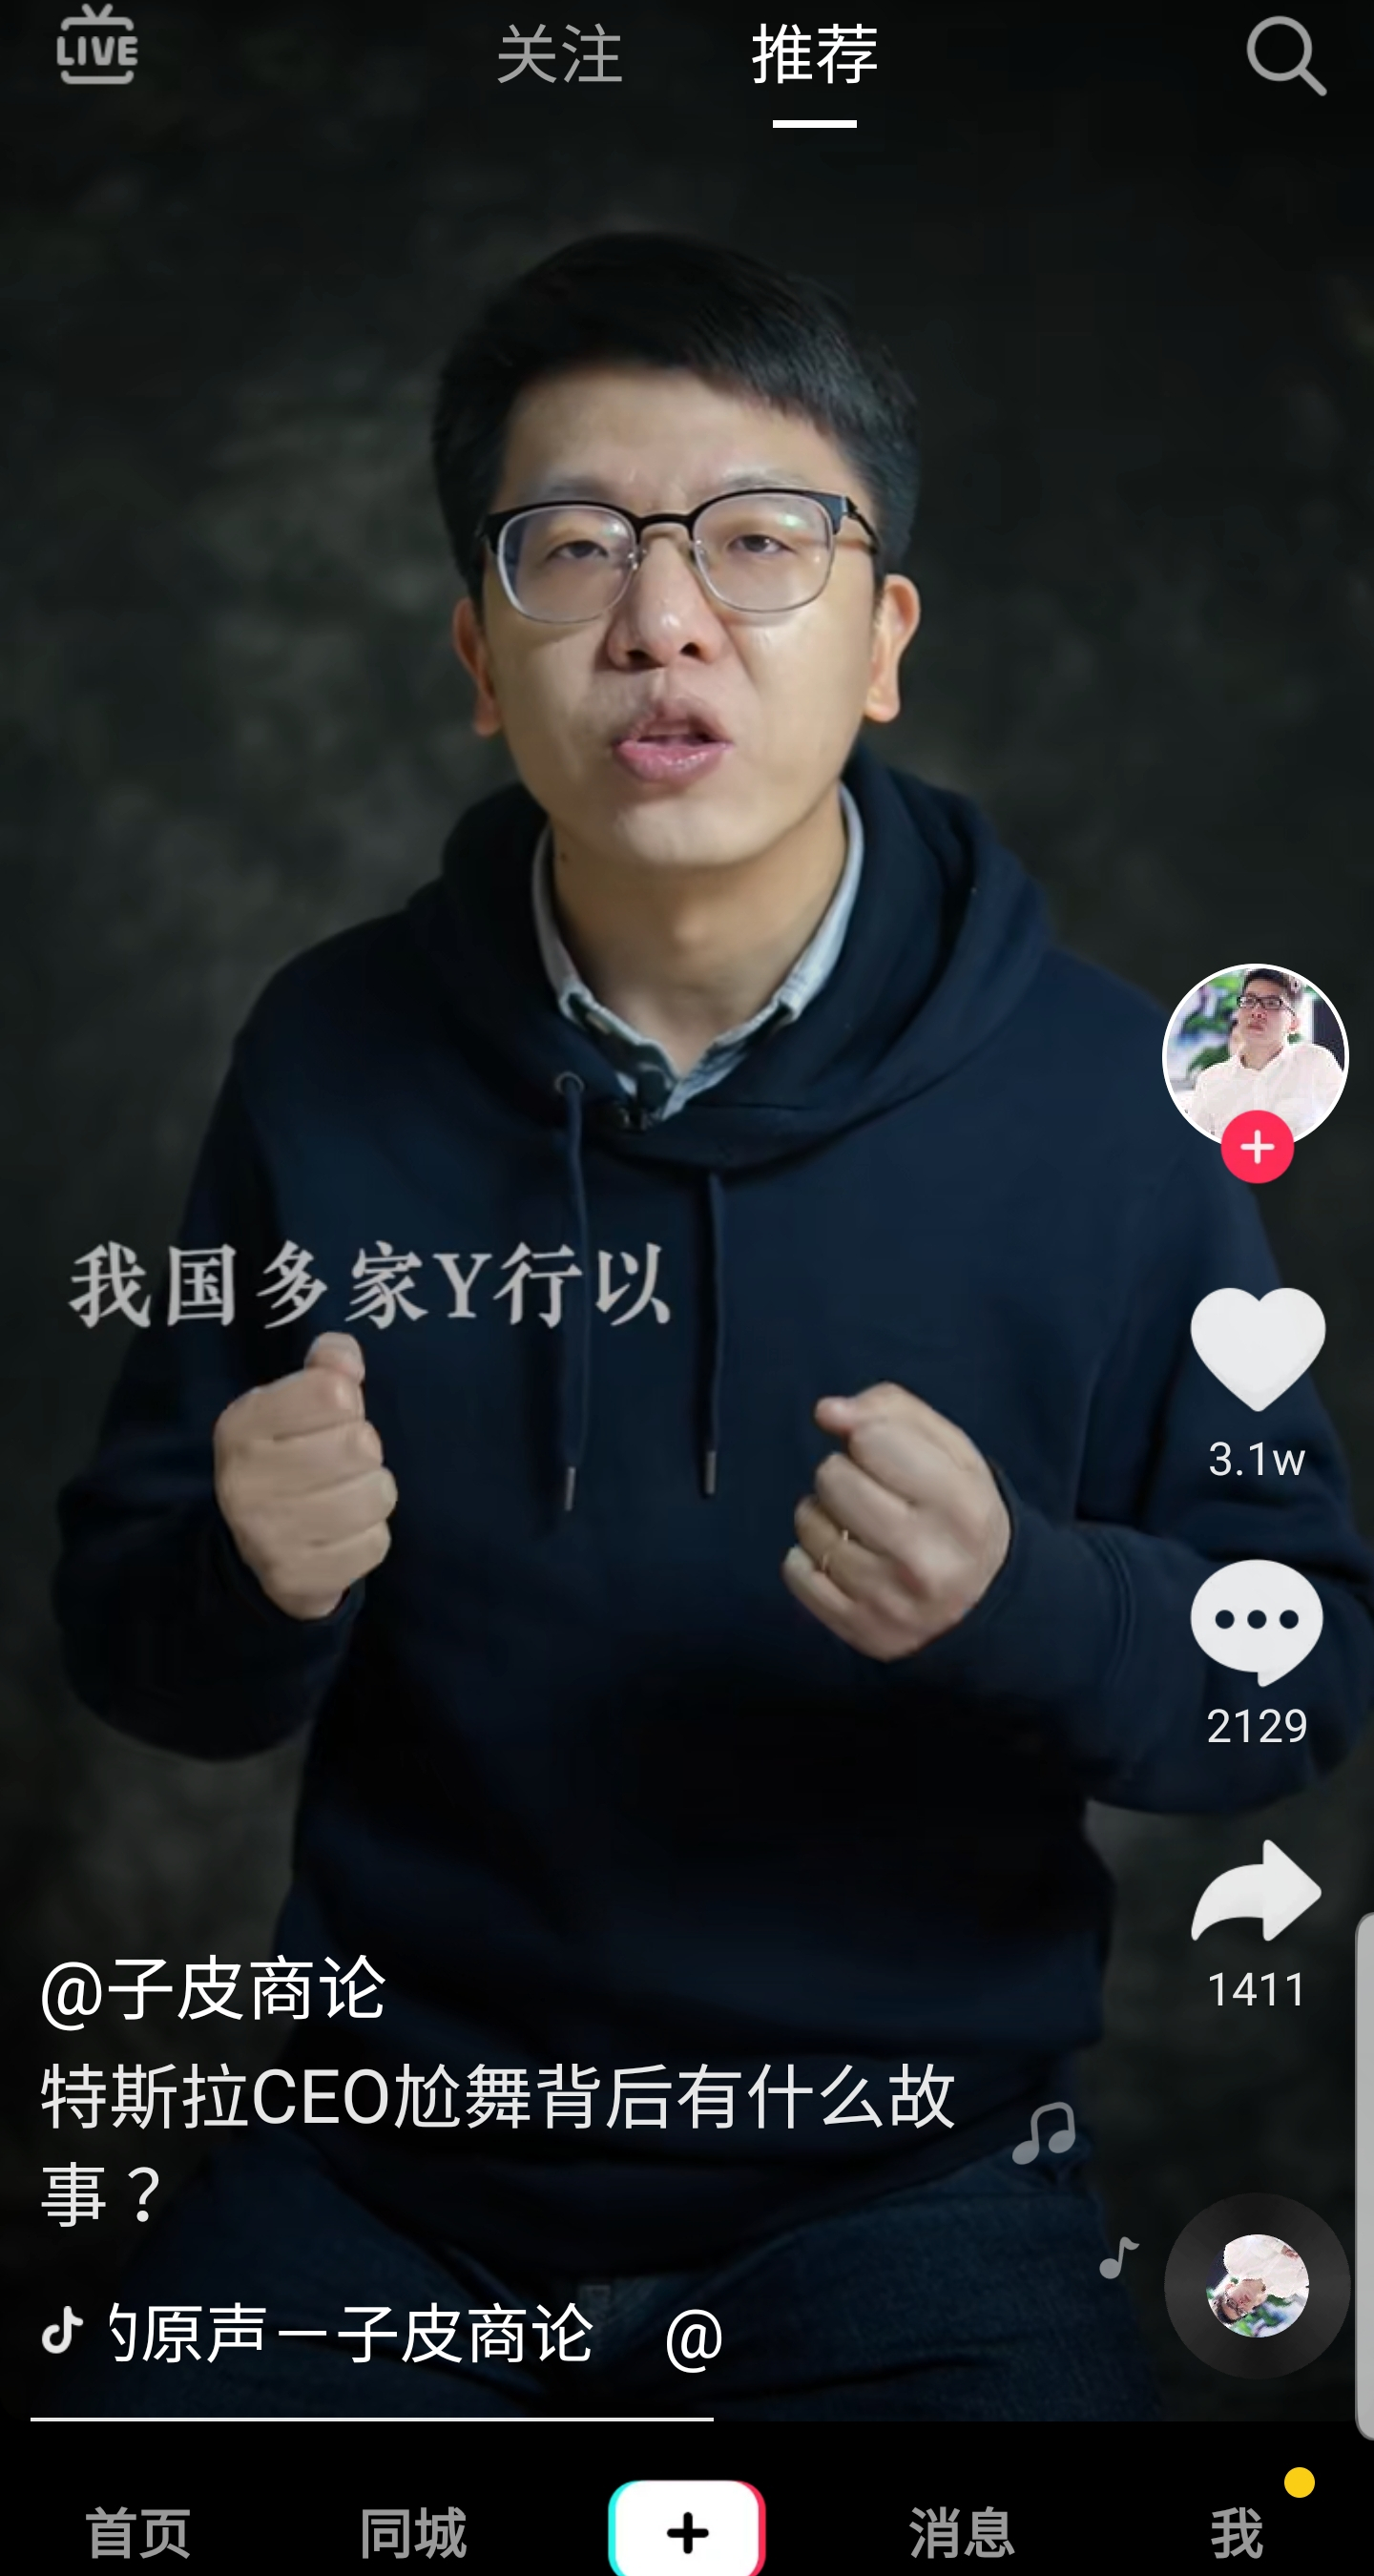 LIVE
关注
推荐
我国多家Y行以
3.1w
2129
1411
@子皮商论
特斯拉CEO尬舞背后有什么故
事？
的原声－子皮商论 @
首页
同城
消息
我